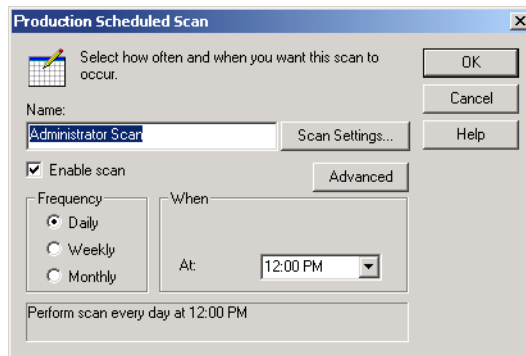 Production Scheduled Scan
Select how often and when you want this scan to
occur.
OK
Cancel
Help
Name:
Administrator Scan
Scan Settings...
Enable scan
Advanced
Frequency
Daily
Weekly
Monthly
When
At:
12:00 PM
Perform scan every day at 12:00 PM